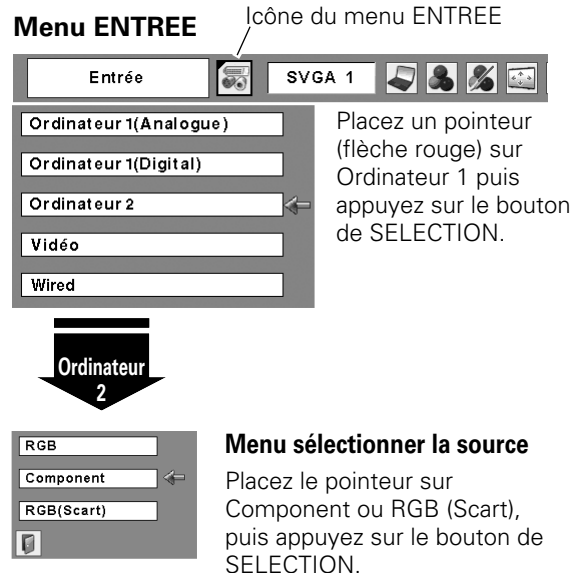 Menu ENTREE
Icône du menu ENTREE
Entrée
SVGA 1
Ordinateur 1(Analogue)
Ordinateur 1(Digital)
Ordinateur 2
Vidéo
Wired
Placez un pointeur
(flèche rouge) sur
Ordinateur 1 puis
appuyez sur le bouton
de SELECTION.
Ordinateur
2
RGB
Component
RGB(Scart)
Menu sélectionner la source
Placez le pointeur sur
Component ou RGB (Scart),
puis appuyez sur le bouton de
SELECTION.